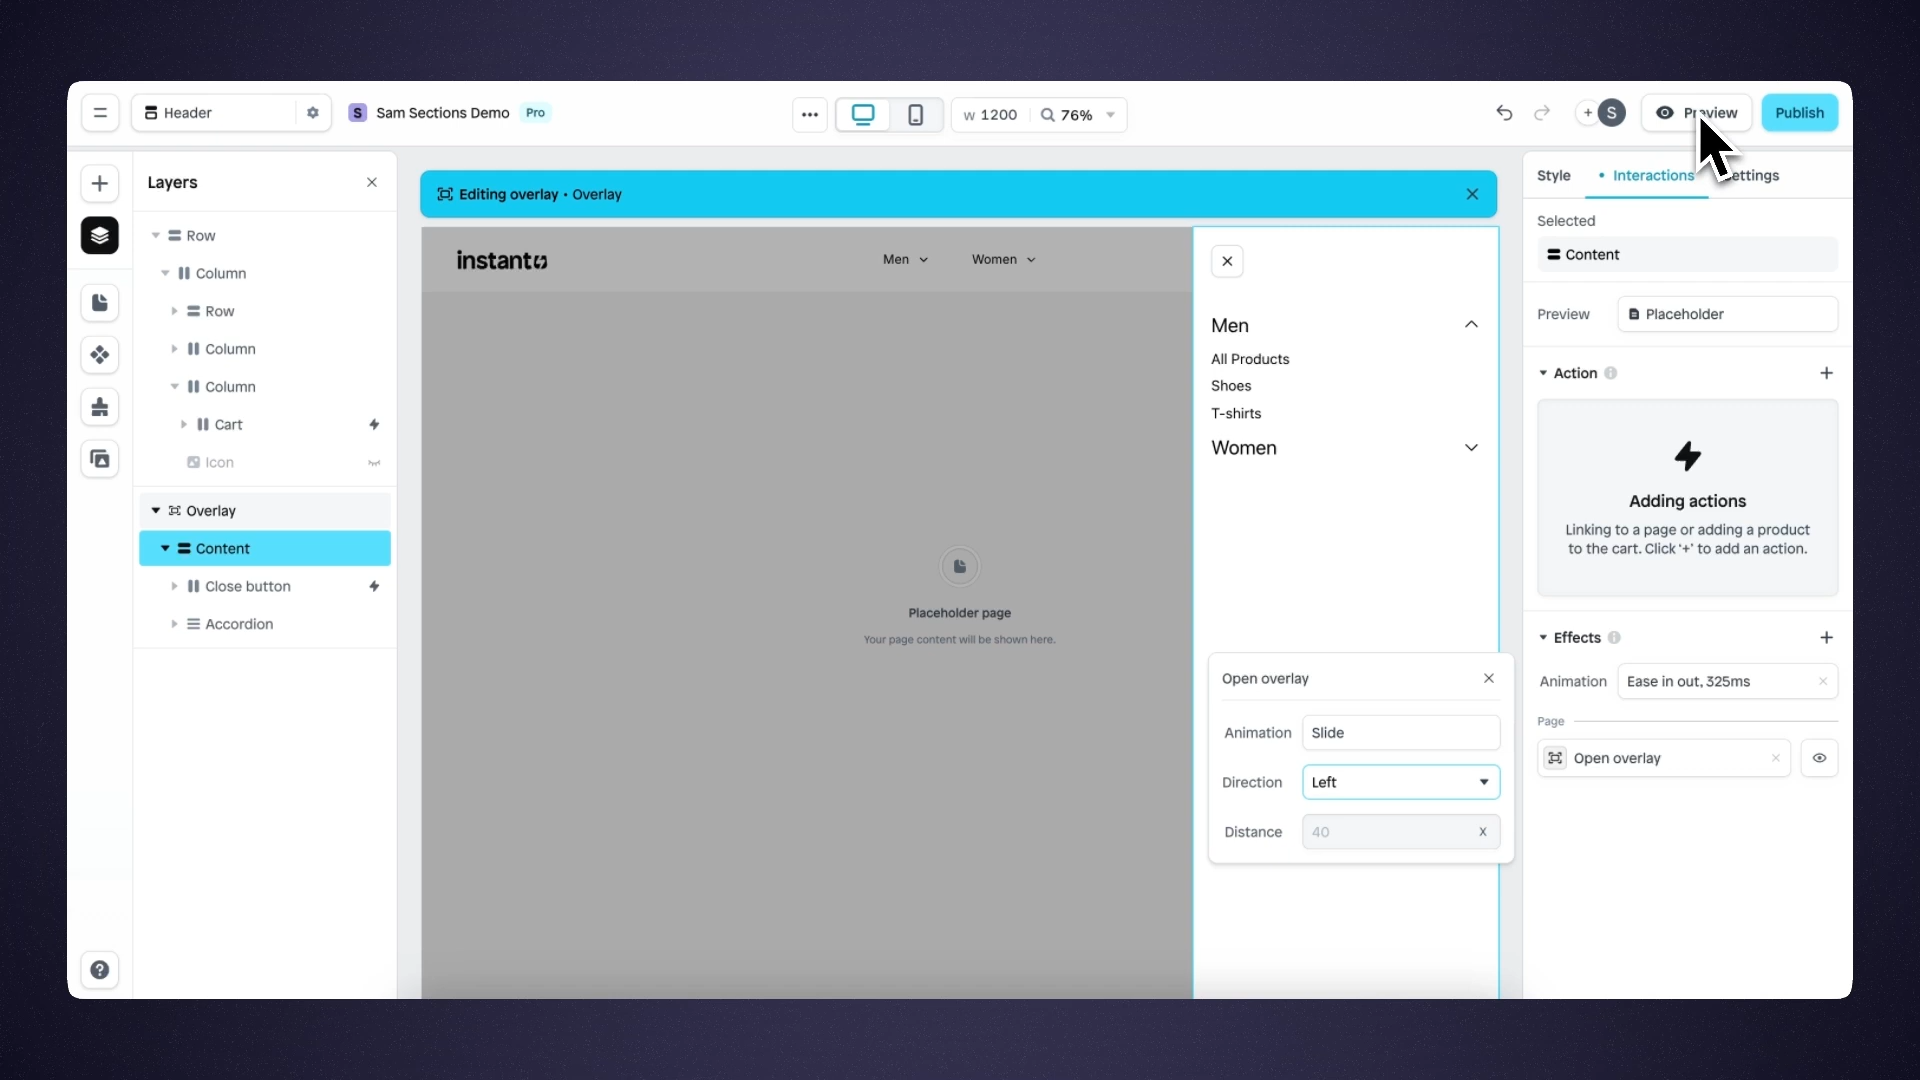 Header
S
Sam Sections Demo
Pro
W 1200
76%
S
Preview
Publish
Layers
Row
Column
Row
Column
Column
Cart
Icon
Overlay
Content
Close button
Accordion
Editing overlay • Overlay
instant
Men
Women
Men
All Products
Shoes
T-shirts
Women
Placeholder page
Your page content will be shown here.
Open overlay
Animation
Slide
Direction
Left
Distance
40
X
Style
Interactions
Selected
Content
Preview
Placeholder
Action
Adding actions
Linking to a page or adding a product
to the cart. Click '+' to add an action.
Effects
Animation
Ease in out, 325ms
Page
Open overlay